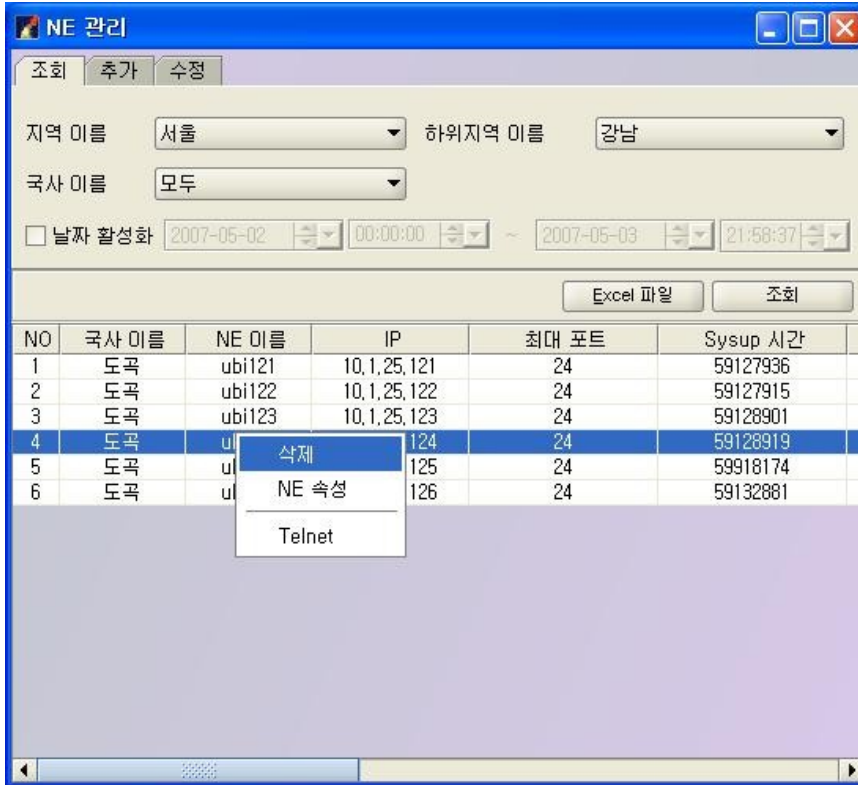 NE 관리
조회 추가 수정
지역 이름 서울 하위지역 이름 강남
국사 이름 모두
날짜 활성화 2007-05-02 00:00:00 ~ 2007-05-03 21:58:37
Excel 파일 조회
NO 국사 이름 NE 이름 IP 최대 포트 Sysup 시간
1 도곡 ubi121 10,1,25,121 24 59127936
2 도곡 ubi122 10,1,25,122 24 59127915
3 도곡 ubi123 10,1,25,123 24 59128901
4 도곡 124 24 59128919
5 도곡 125 24 59918174
6 도곡 126 24 59132881
삭제
NE 속성
Telnet